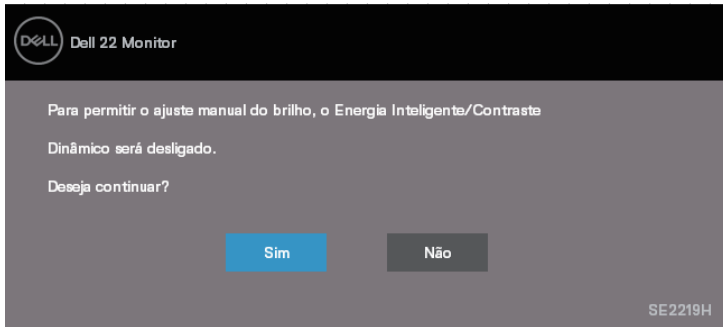 DELL
Dell 22 Monitor
Para permitir o ajuste manual do brilho, o Energia Inteligente/Contraste
Dinâmico será desligado.
Deseja continuar?
Sim
Não
SE2219H